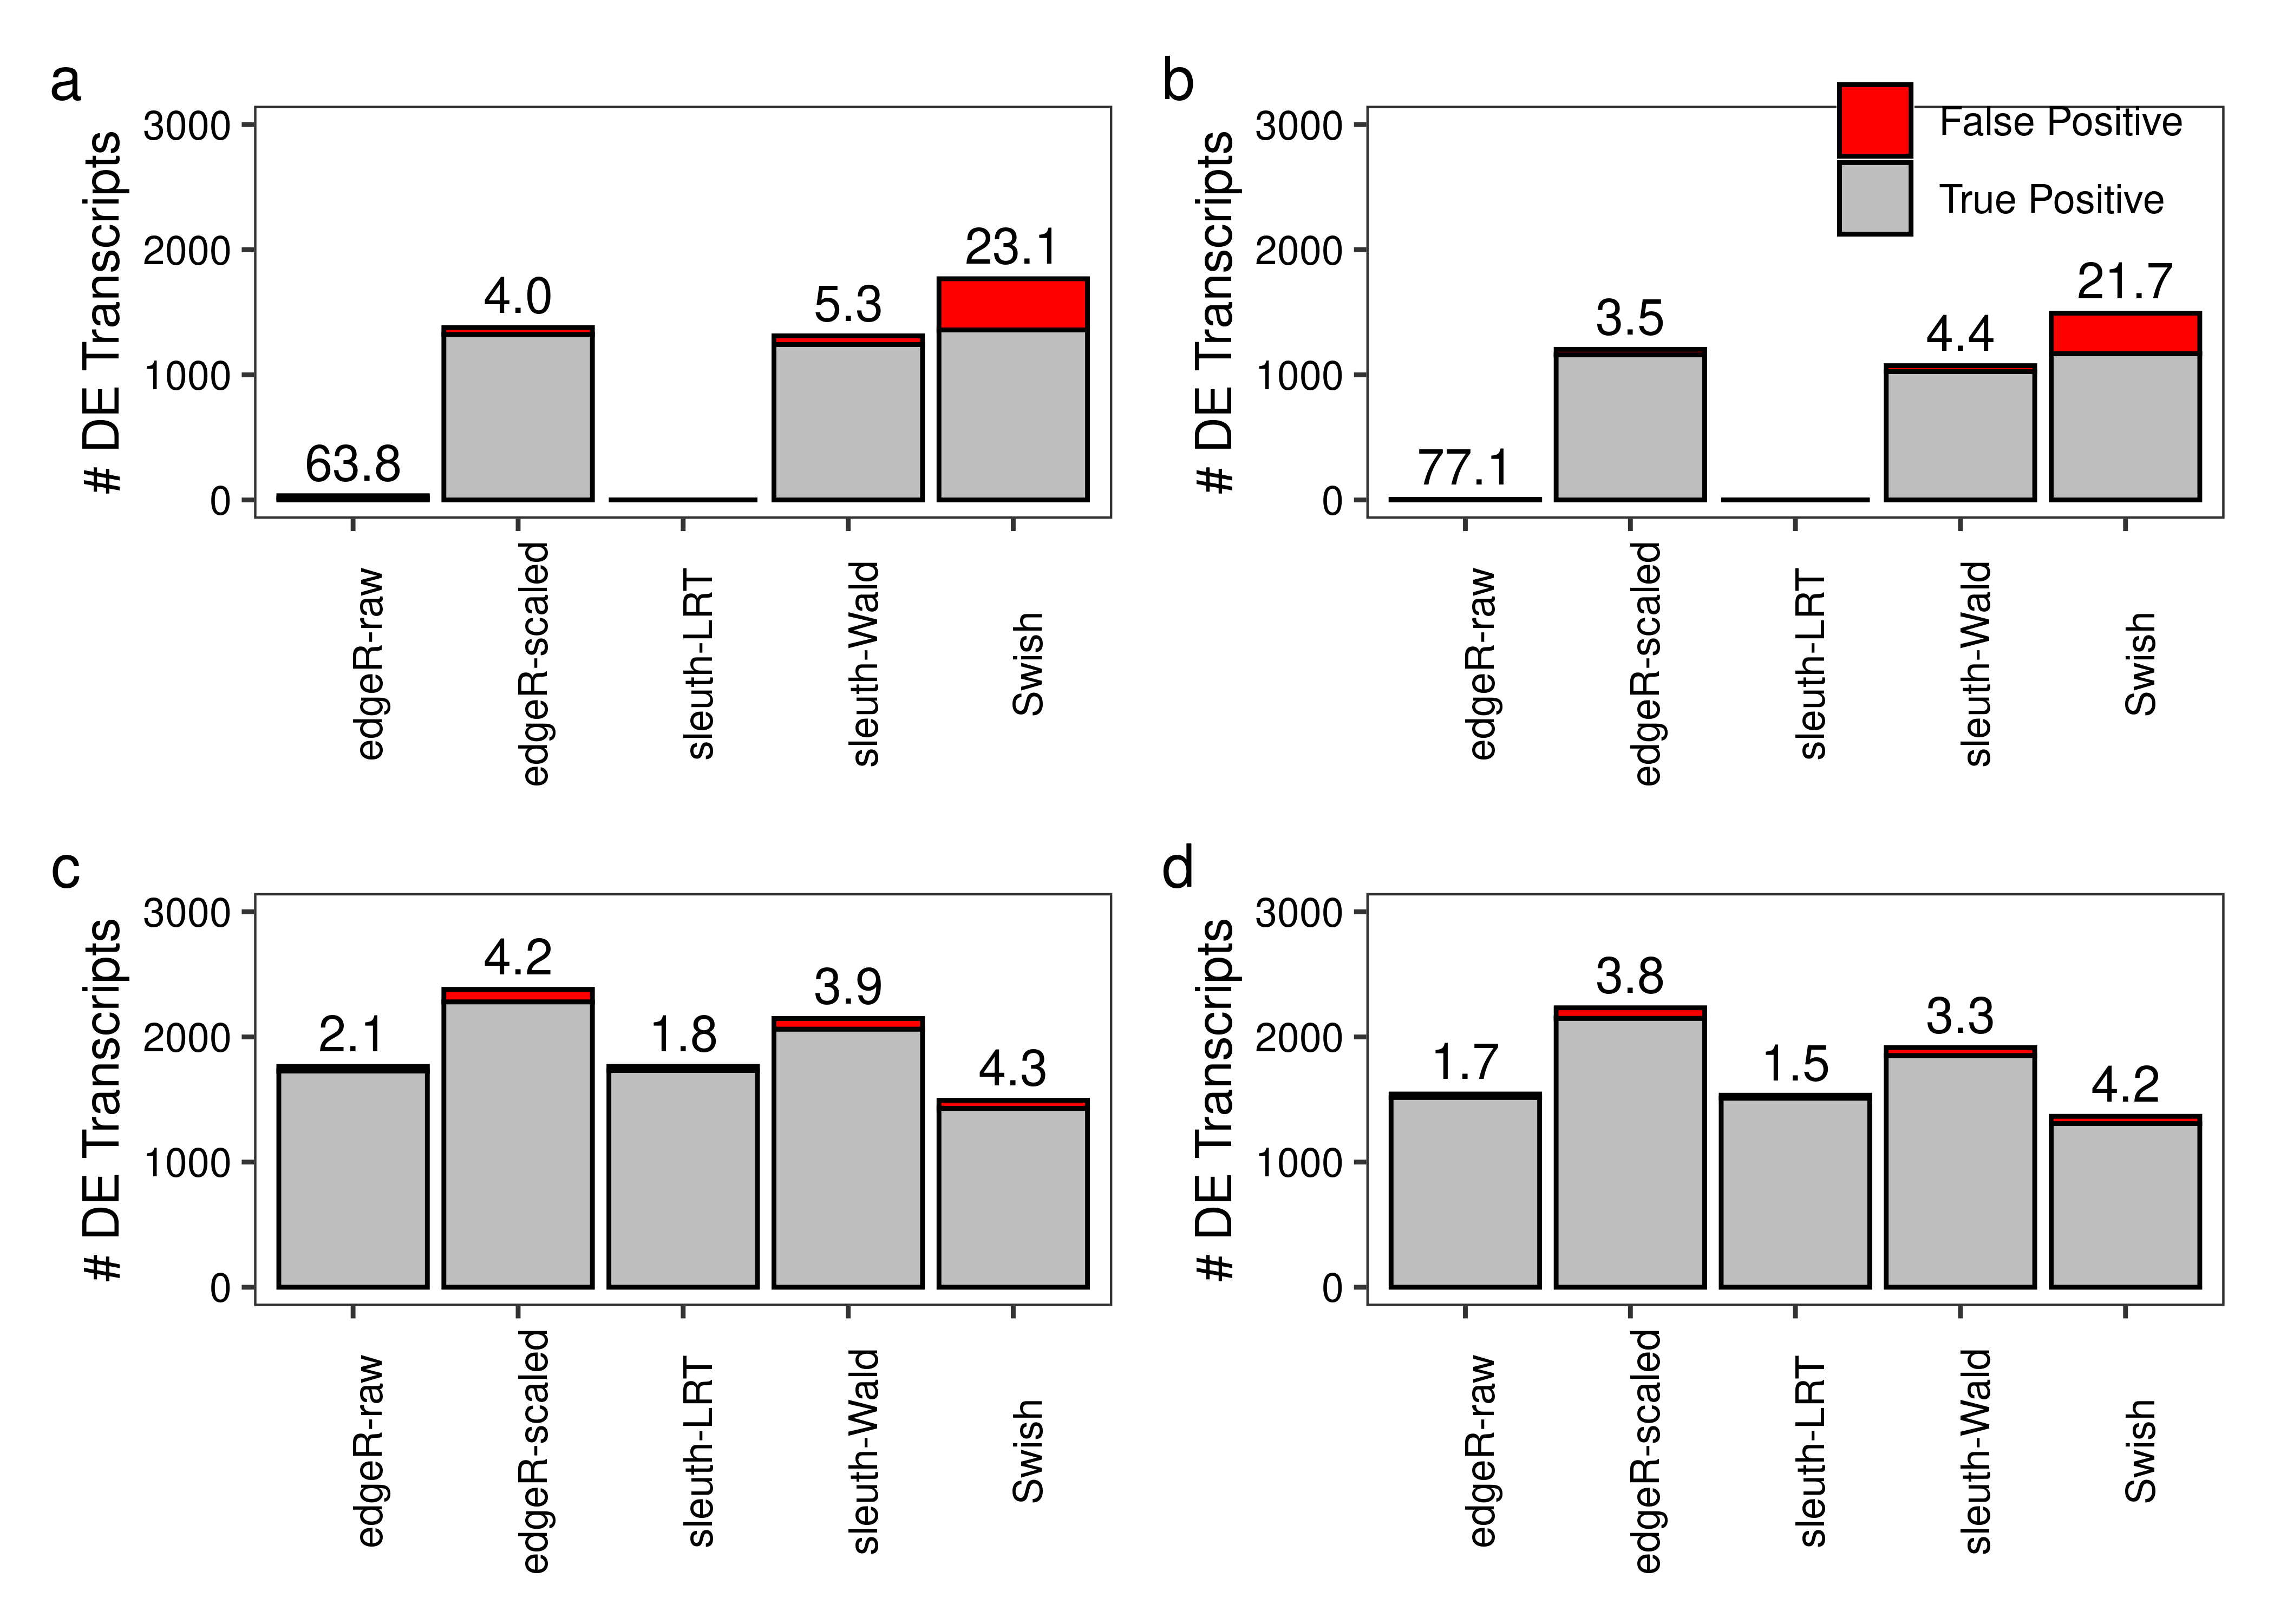 a
# DE Transcripts
3000
2000
1000
0
63.8
4.0
5.3
23.1
edgeR-raw
edgeR-scaled
sleuth-LRT
sleuth-Wald
Swish
b
# DE Transcripts
3000
2000
1000
0
False Positive
True Positive
77.1
3.5
4.4
21.7
edgeR-raw
edgeR-scaled
sleuth-LRT
sleuth-Wald
Swish
c
# DE Transcripts
3000
2000
1000
0
2.1
4.2
1.8
3.9
4.3
edgeR-raw
edgeR-scaled
sleuth-LRT
sleuth-Wald
Swish
d
# DE Transcripts
3000
2000
1000
0
1.7
3.8
1.5
3.3
4.2
edgeR-raw
edgeR-scaled
sleuth-LRT
sleuth-Wald
Swish